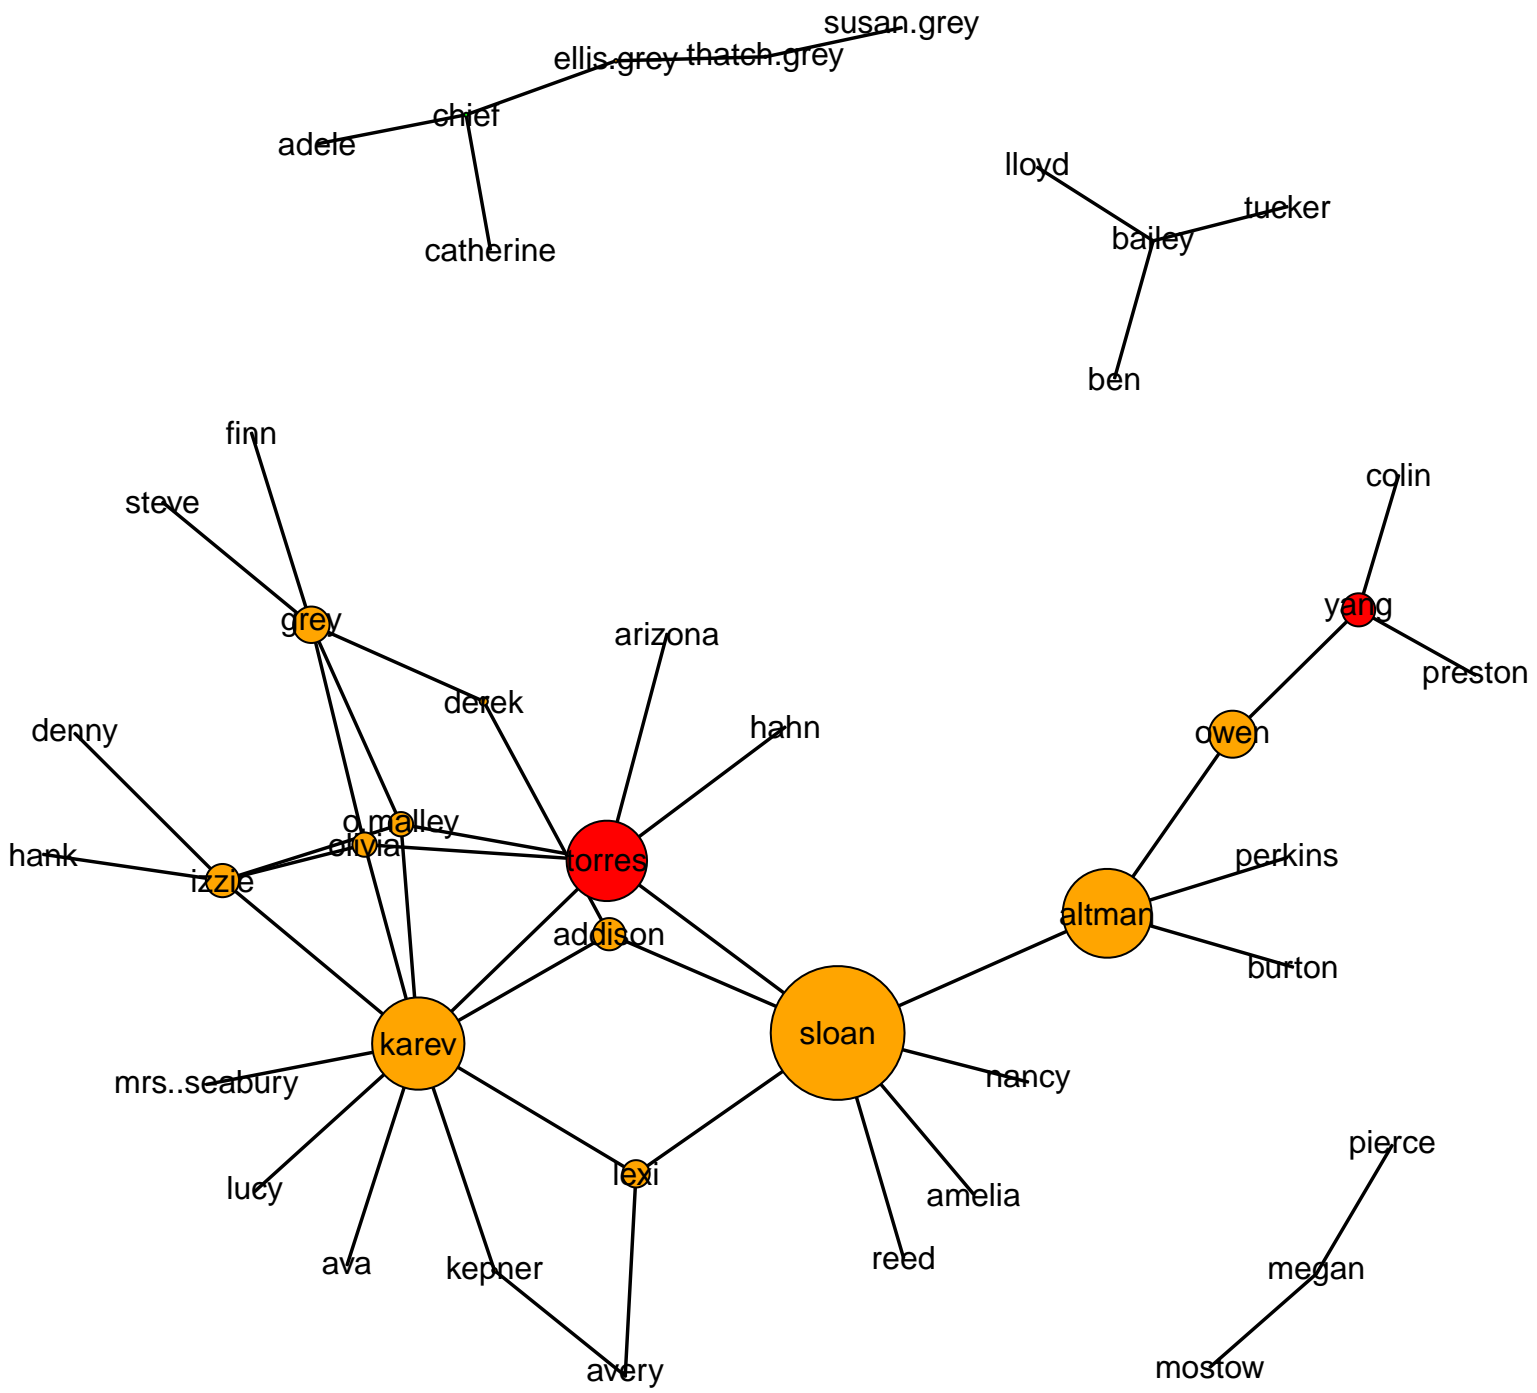 susan.grey
ellis.grey
thatch.grey
chief
adele
catherine
lloyd
tucker
bailey
ben
finn
steve
colin
grey
yang
arizona
preston
derek
denny
hahn
owen
o.malley
olivia
hank
izzie
torres
perkins
altman
addison
burton
karev
sloan
mrs..seabury
nancy
pierce
lexi
lucy
amelia
ava
kepner
reed
megan
avery
mostow